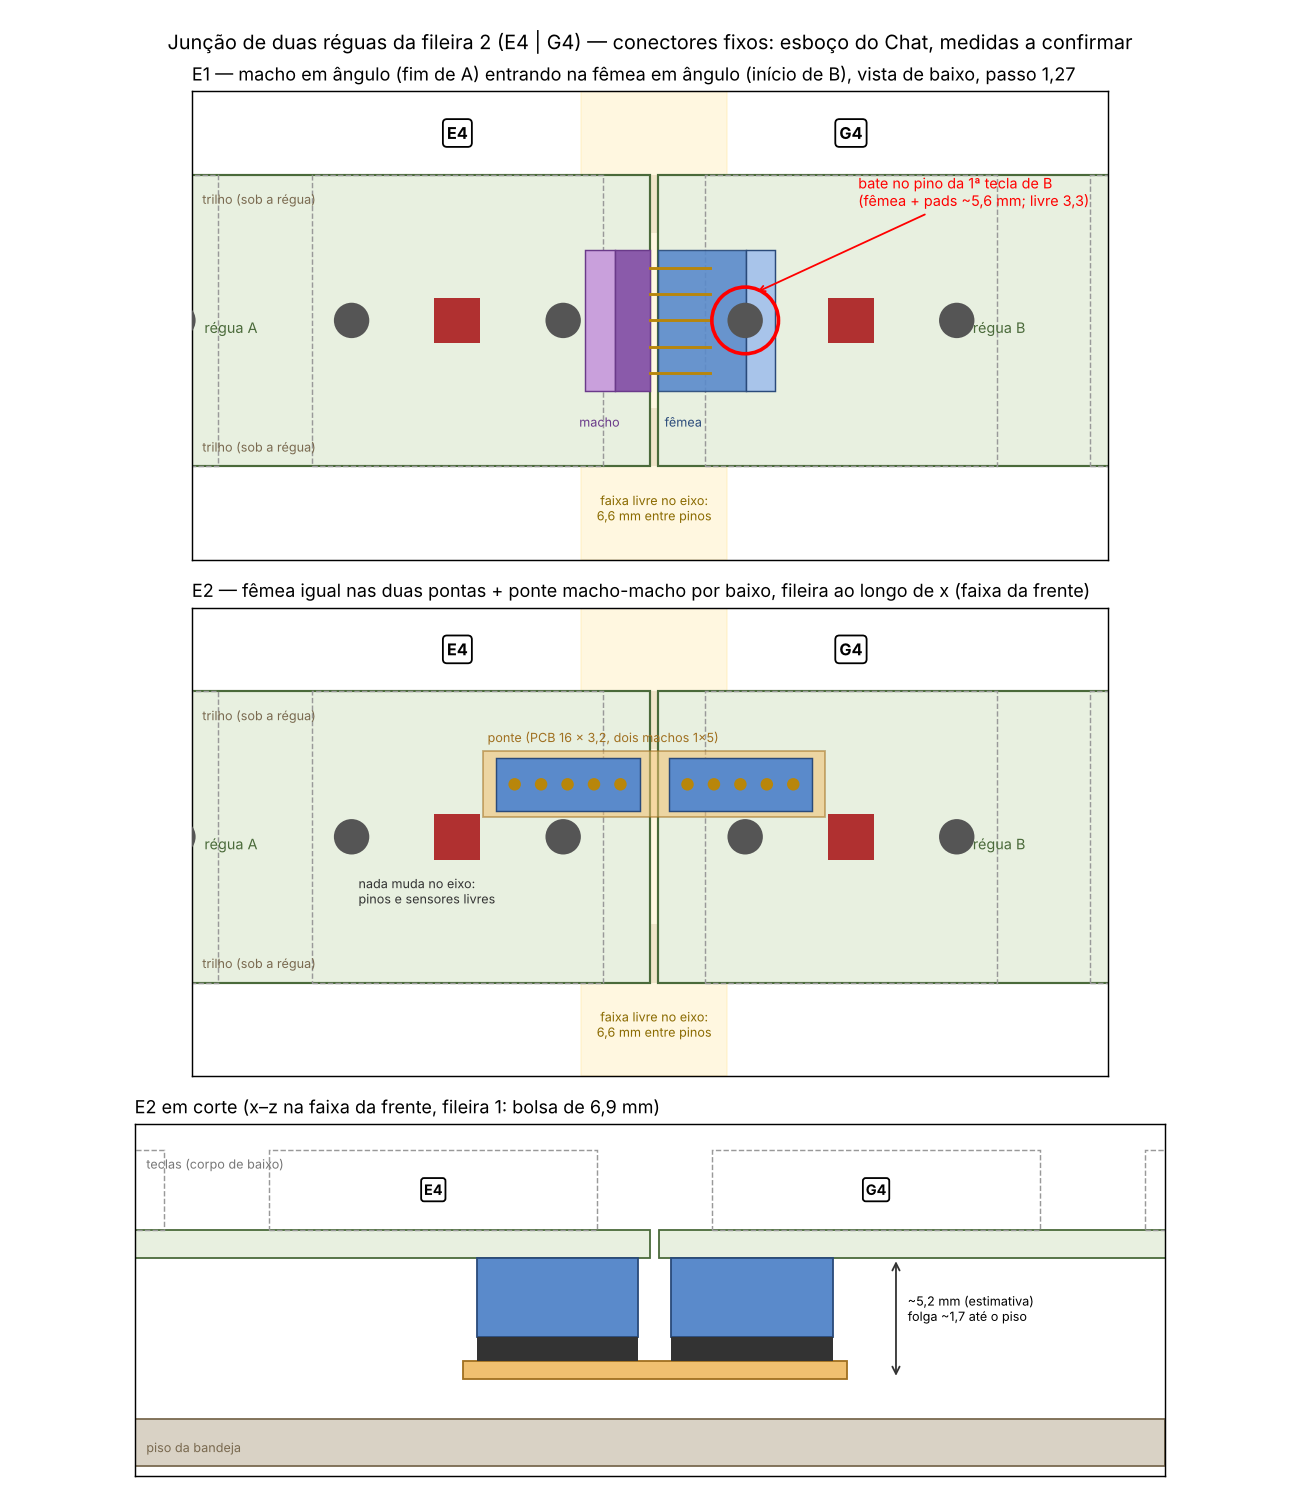 Junção de duas réguas da fileira 2 (E4 | G4) — conectores fixos: esboço do Chat, medidas a confirmar
E1 — macho em ângulo (fim de A) entrando na fêmea em ângulo (início de B), vista de baixo, passo 1,27
E4
G4
bate no pino da 1ª tecla de B
(fêmea + pads ~5,6 mm; livre 3,3)
trilho (sob a régua)
régua A
régua B
macho
fêmea
trilho (sob a régua)
faixa livre no eixo:
6,6 mm entre pinos
E2 — fêmea igual nas duas pontas + ponte macho-macho por baixo, fileira ao longo de x (faixa da frente)
E4
G4
trilho (sob a régua)
ponte (PCB 16 × 3,2, dois machos 1×5)
régua A
régua B
nada muda no eixo:
pinos e sensores livres
trilho (sob a régua)
faixa livre no eixo:
6,6 mm entre pinos
E2 em corte (x–z na faixa da frente, fileira 1: bolsa de 6,9 mm)
teclas (corpo de baixo)
E4
G4
~5,2 mm (estimativa)
folga ~1,7 até o piso
piso da bandeja